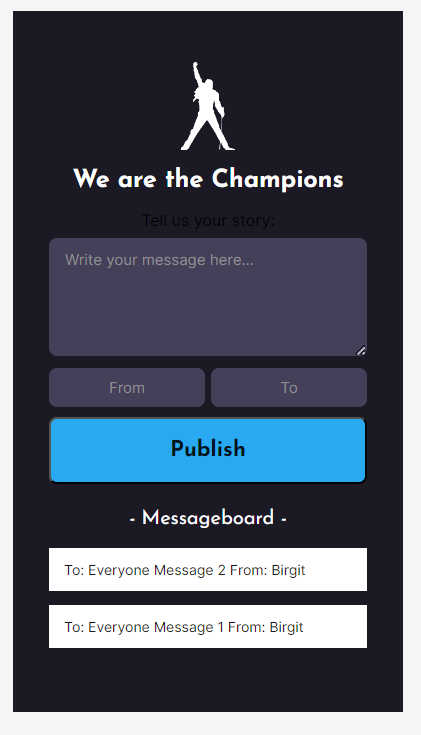 We are the Champions
Tell us your story:
Write your message here...
From To
Publish
- Messageboard -
To: Everyone Message 2 From: Birgit
To: Everyone Message 1 From: Birgit